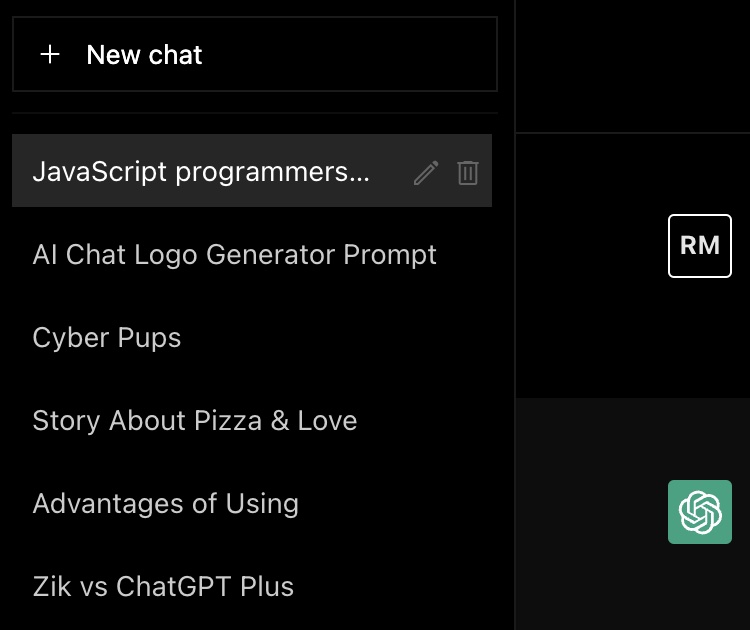 New chat
JavaScript programmers...
AI Chat Logo Generator Prompt
Cyber Pups
Story About Pizza & Love
Advantages of Using
Zik vs ChatGPT Plus
RM